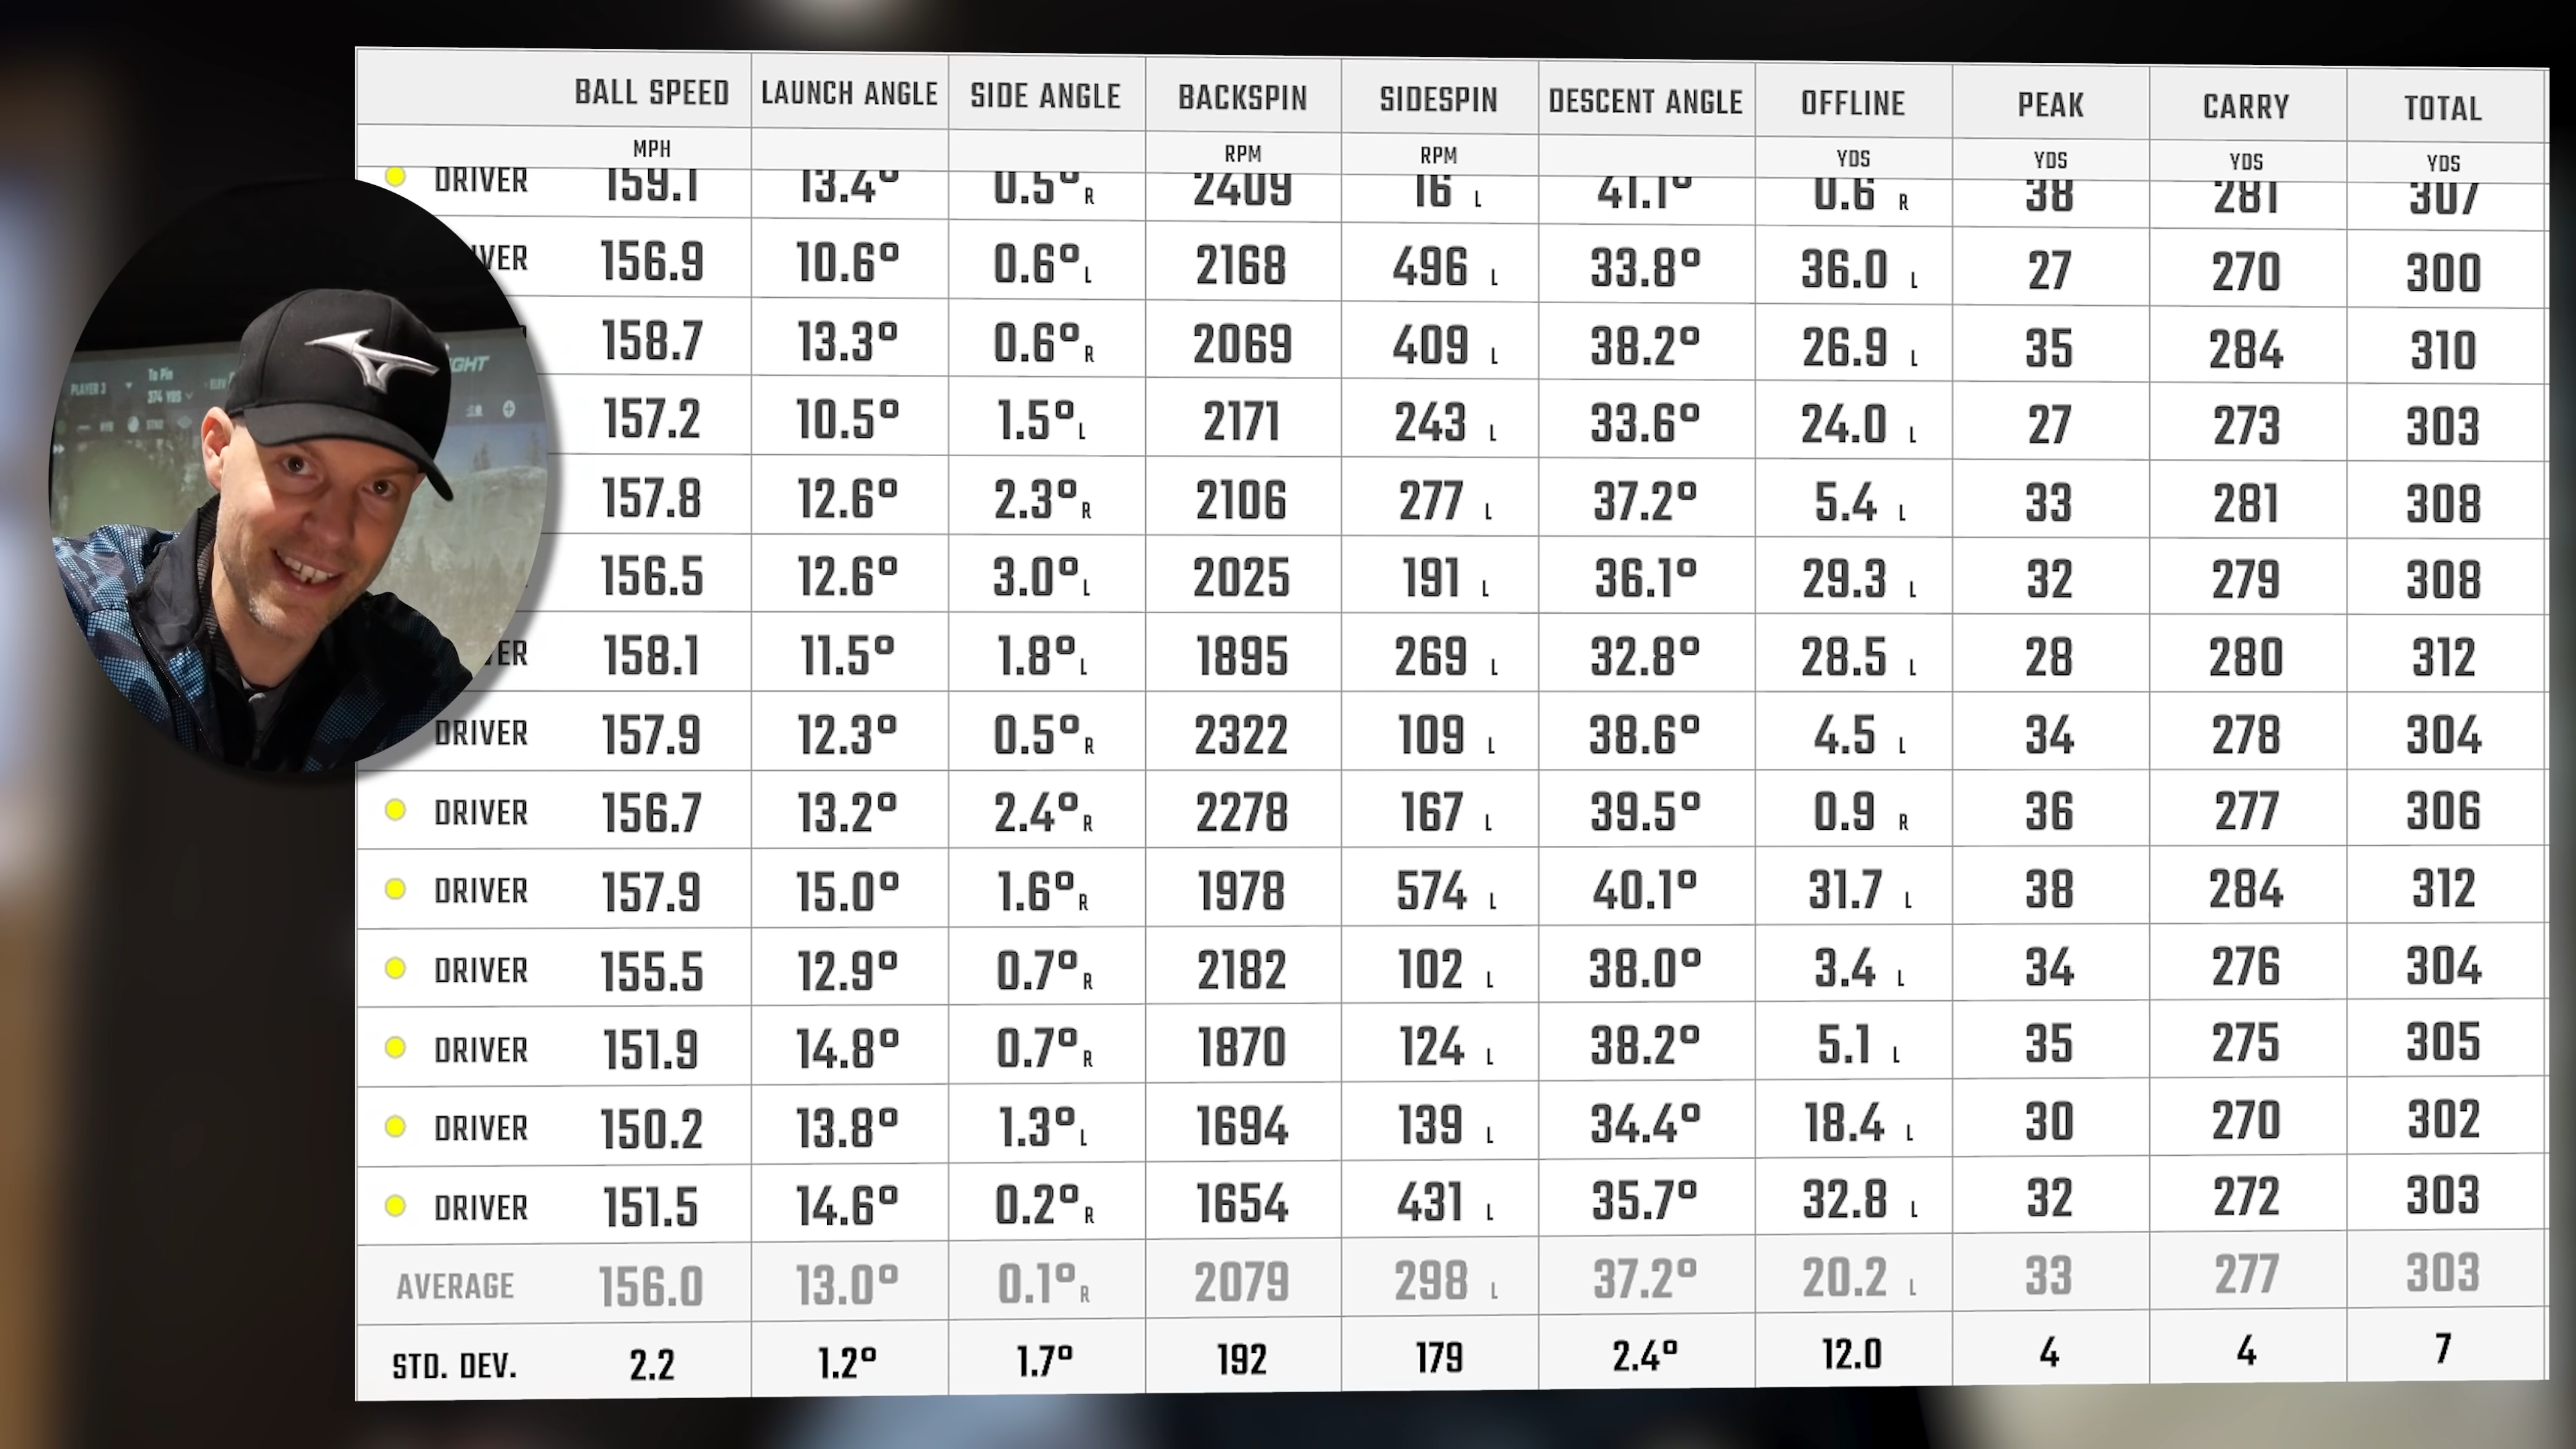 BALL SPEED LAUNCH ANGLE SIDE ANGLE BACKSPIN SIDESPIN DESCENT ANGLE OFFLINE PEAK CARRY TOTAL
MPH RPM RPM YDS YDS YDS YDS
DRIVER 159.1 13.4° 0.5° R 2409 16 L 41.1° 0.6 R 38 281 307
VER 156.9 10.6° 0.6° L 2168 496 L 33.8° 36.0 L 27 270 300
158.7 13.3° 0.6° R 2069 409 L 38.2° 26.9 L 35 284 310
157.2 10.5° 1.5° L 2171 243 L 33.6° 24.0 L 27 273 303
157.8 12.6° 2.3° R 2106 277 L 37.2° 5.4 L 33 281 308
156.5 12.6° 3.0° L 2025 191 L 36.1° 29.3 L 32 279 308
ER 158.1 11.5° 1.8° L 1895 269 L 32.8° 28.5 L 28 280 312
DRIVER 157.9 12.3° 0.5° R 2322 109 L 38.6° 4.5 L 34 278 304
DRIVER 156.7 13.2° 2.4° R 2278 167 L 39.5° 0.9 R 36 277 306
DRIVER 157.9 15.0° 1.6° R 1978 574 L 40.1° 31.7 L 38 284 312
DRIVER 155.5 12.9° 0.7° R 2182 102 L 38.0° 3.4 L 34 276 304
DRIVER 151.9 14.8° 0.7° R 1870 124 L 38.2° 5.1 L 35 275 305
DRIVER 150.2 13.8° 1.3° L 1694 139 L 34.4° 18.4 L 30 270 302
DRIVER 151.5 14.6° 0.2° R 1654 431 L 35.7° 32.8 L 32 272 303
AVERAGE 156.0 13.0° 0.1° R 2079 298 L 37.2° 20.2 L 33 277 303
STD. DEV. 2.2 1.2° 1.7° 192 179 2.4° 12.0 4 4 7
GHT
PLAYER 3 To Pin
374 YDS